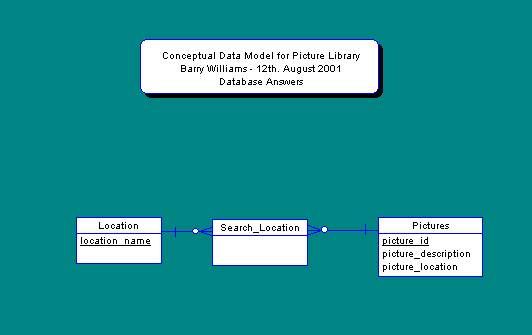 Conceptual Data Model for Picture Library
Barry Williams - 12th. August 2001
Database Answers
Location
location_name
Search_Location
Pictures
picture_id
picture_description
picture_location